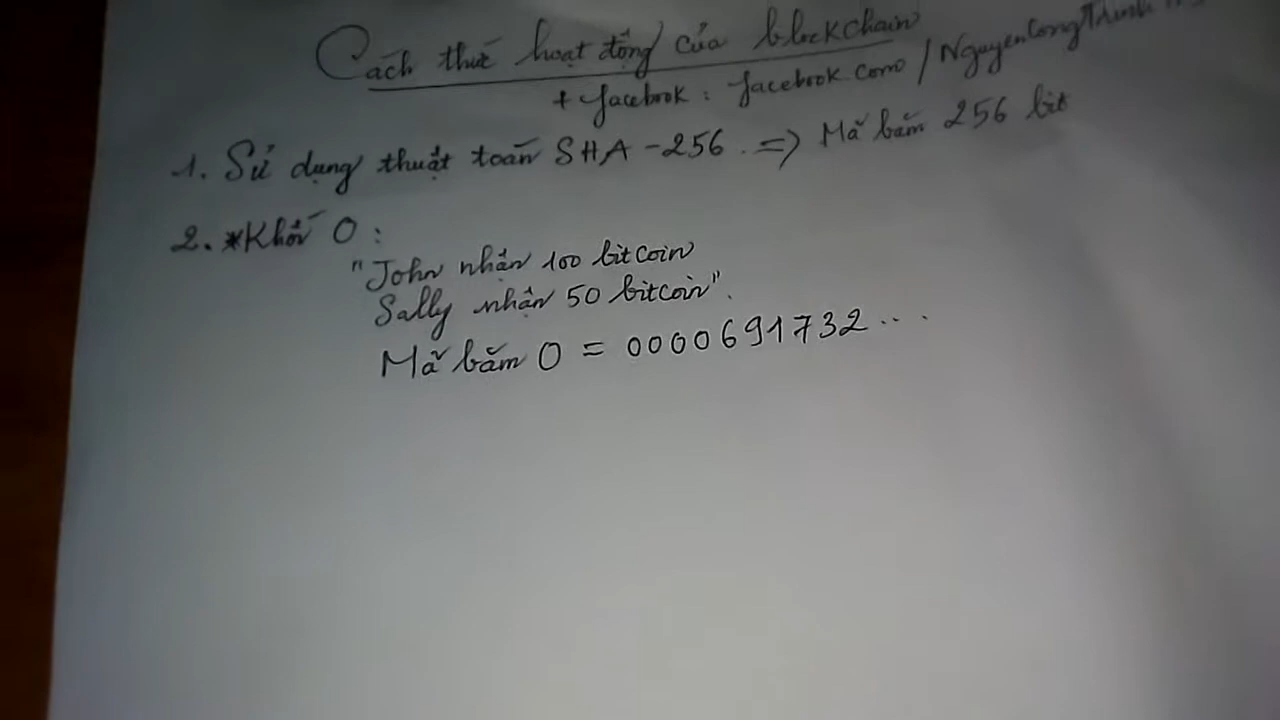 Cách thức hoạt động của blockchain
+ facebook: facebook.com/NguyenCongTrinh
1. Sử dụng thuật toán SHA-256. => Mã băm 256 bit
2. *Khối 0:
"John nhận 100 bitcoin
Sally nhận 50 bitcoin".
Mã băm 0 = 0000691732...